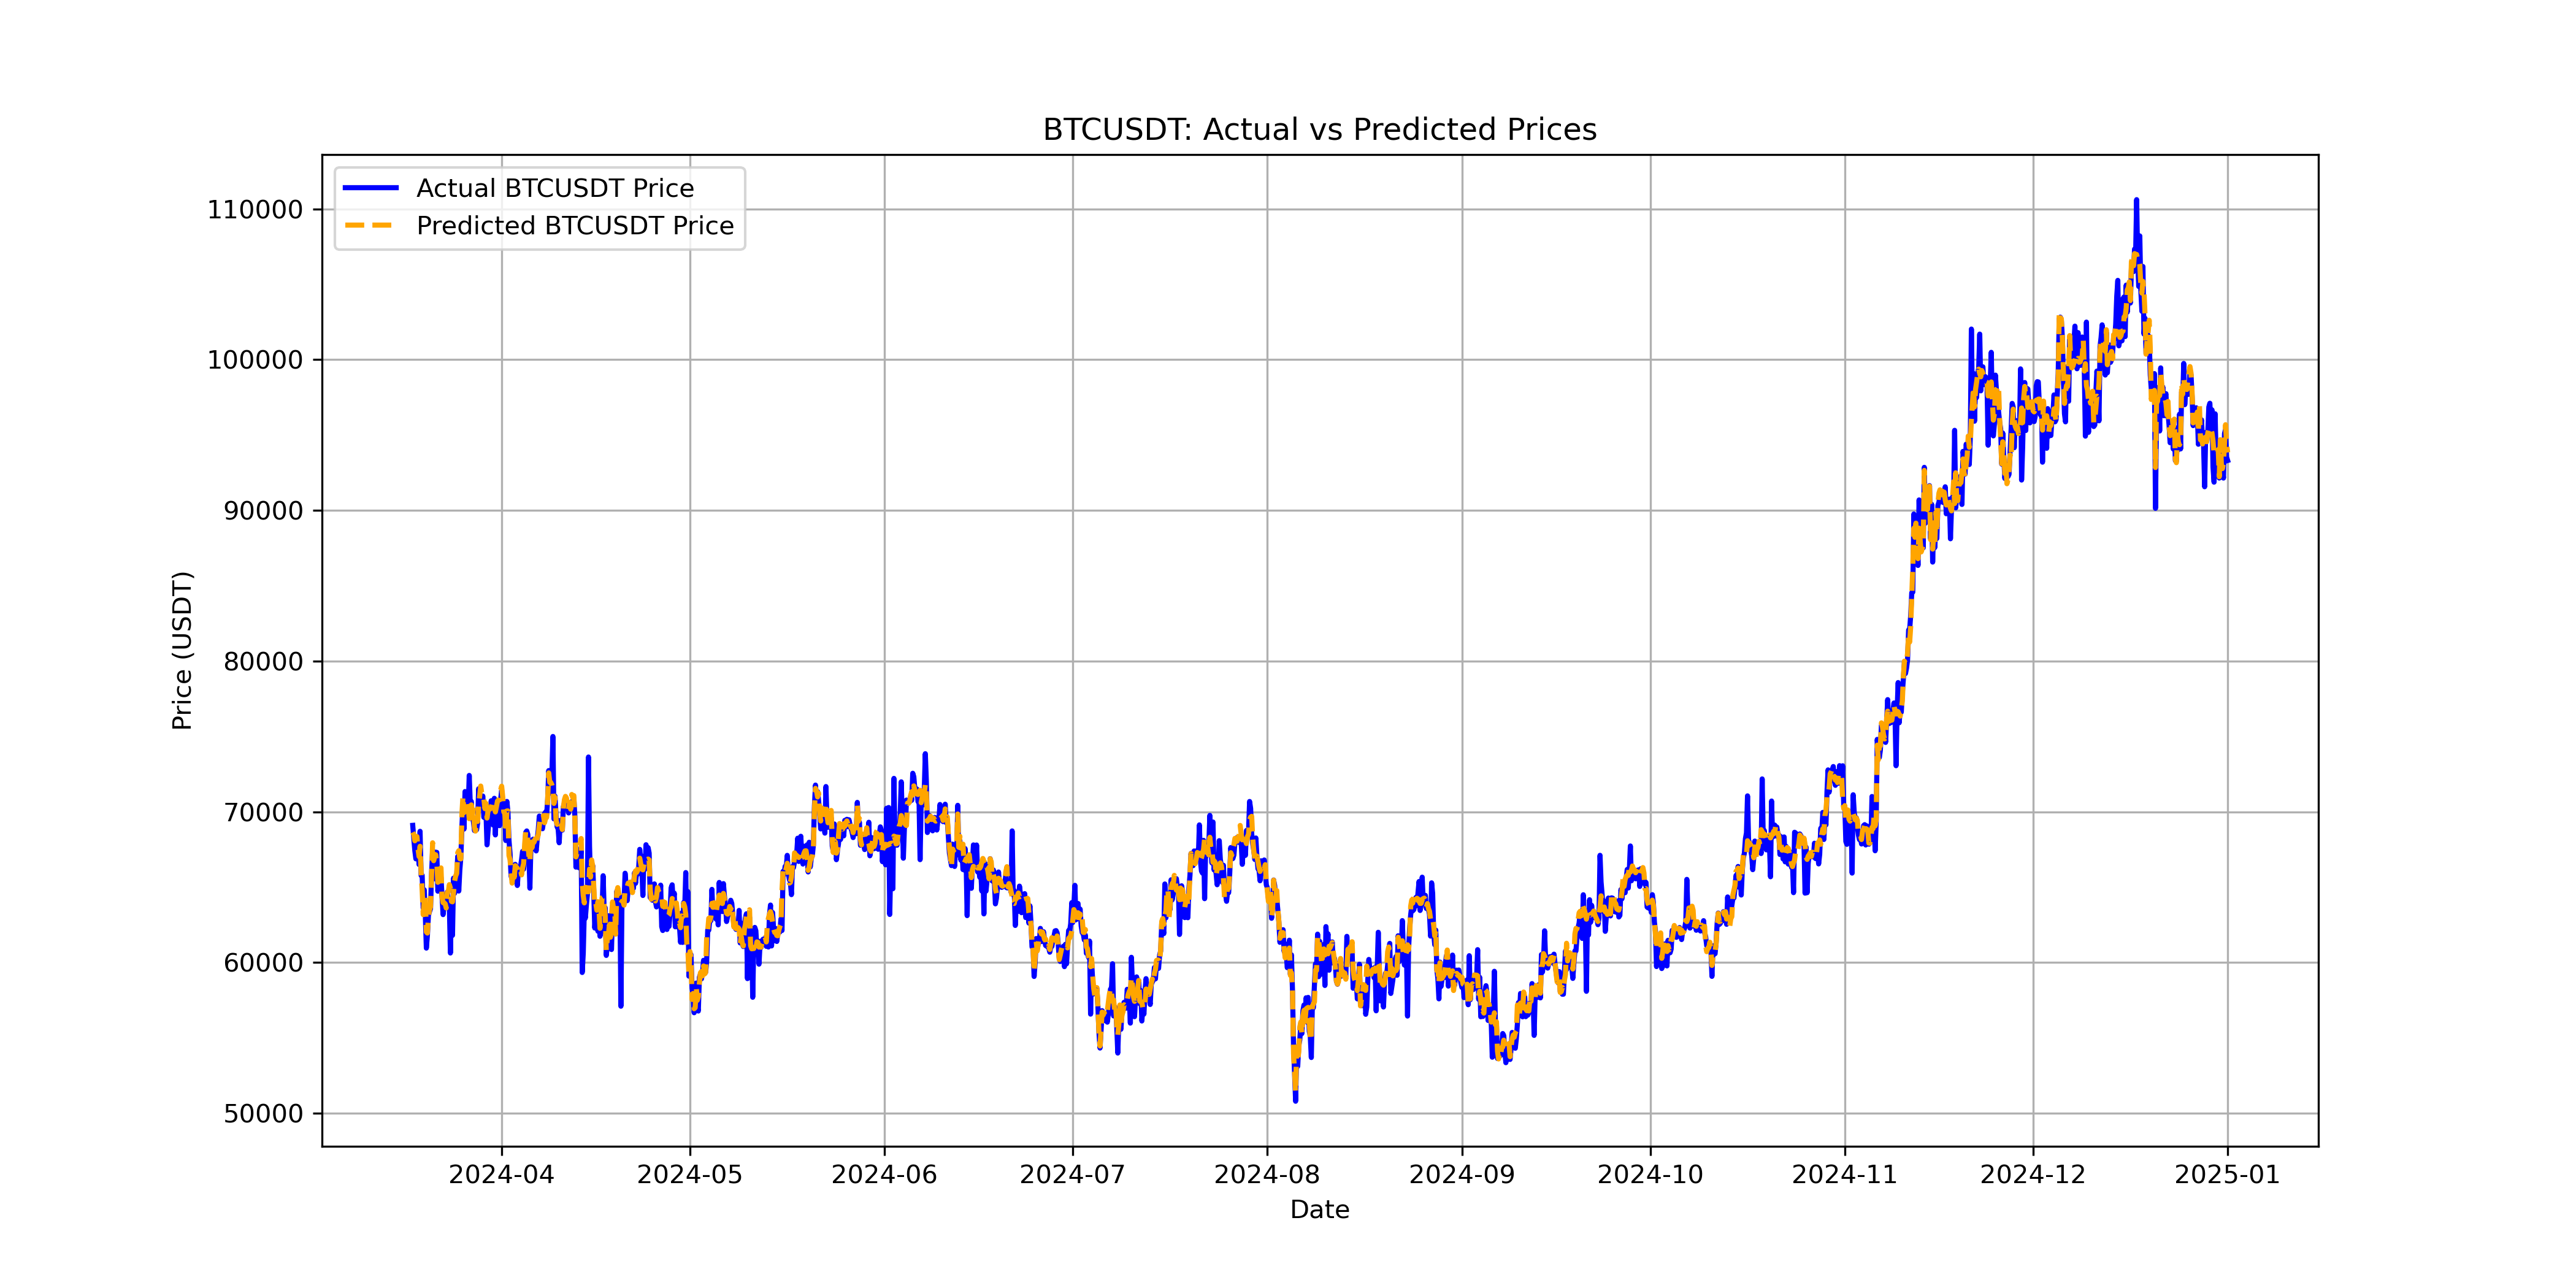 BTCUSDT: Actual vs Predicted Prices
Actual BTCUSDT Price
Predicted BTCUSDT Price
110000
100000
90000
80000
70000
60000
50000
Price (USDT)
2024-04 2024-05 2024-06 2024-07 2024-08 2024-09 2024-10 2024-11 2024-12 2025-01
Date